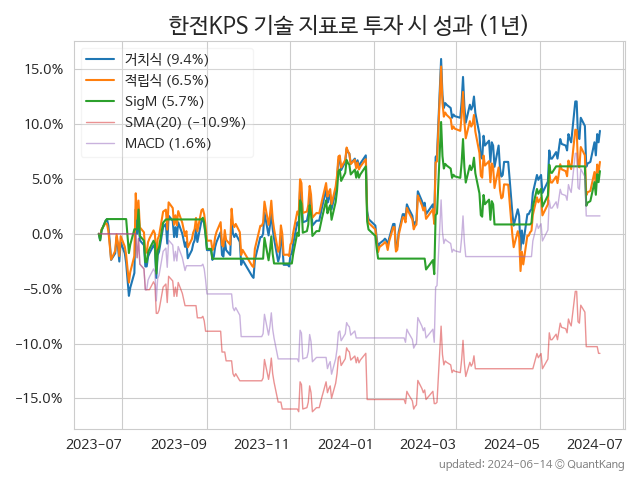 한전KPS 기술 지표로 투자 시 성과 (1년)
거치식 (9.4%)
적립식 (6.5%)
SigM (5.7%)
SMA(20) (−10.9%)
MACD (1.6%)
15.0%
10.0%
5.0%
0.0%
−5.0%
−10.0%
−15.0%
2023-07 2023-09 2023-11 2024-01 2024-03 2024-05 2024-07
updated: 2024-06-14 © QuantKang